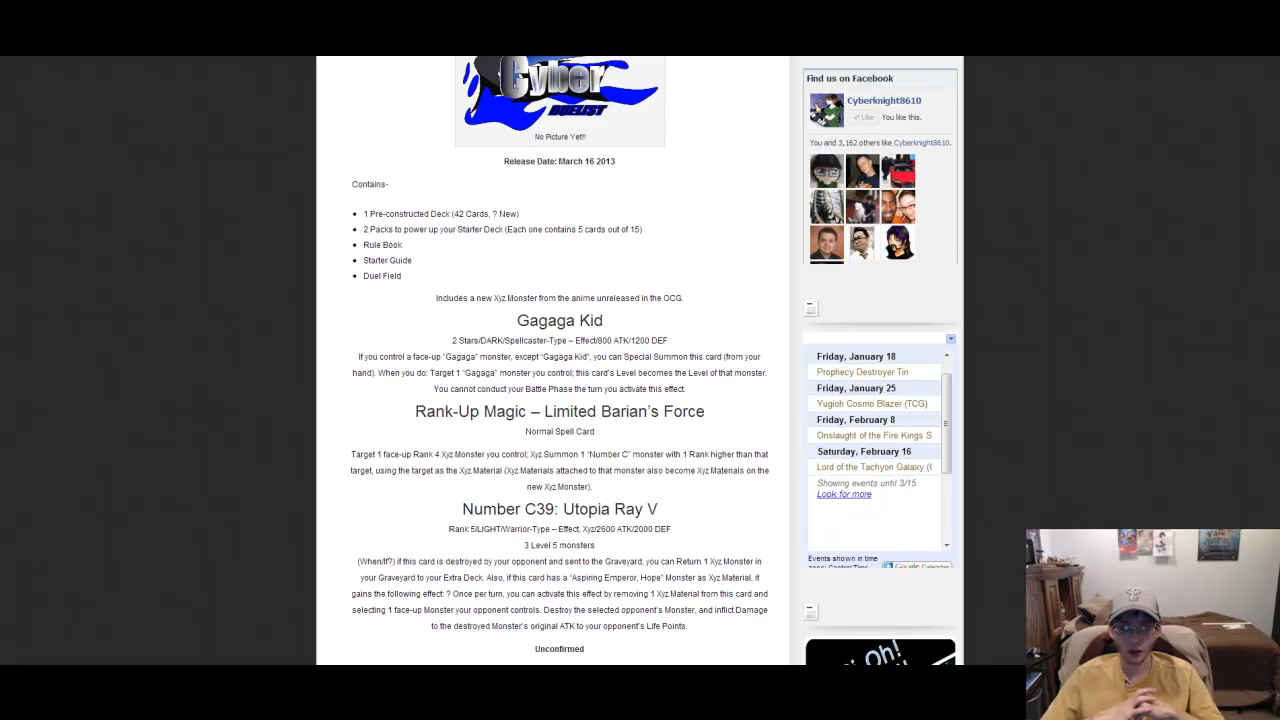 Cyber
DUELIST
No Picture Yet!!
Release Date: March 16 2013
Contains-
1 Pre-constructed Deck (42 Cards, ? New)
2 Packs to power up your Starter Deck (Each one contains 5 cards out of 15)
Rule Book
Starter Guide
Duel Field
Includes a new Xyz Monster from the anime unreleased in the OCG.
Gagaga Kid
2 Stars/DARK/Spellcaster-Type – Effect/800 ATK/1200 DEF
If you control a face-up “Gagaga” monster, except “Gagaga Kid”, you can Special Summon this card (from your
hand). When you do: Target 1 “Gagaga” monster you control; this card’s Level becomes the Level of that monster.
You cannot conduct your Battle Phase the turn you activate this effect.
Rank-Up Magic – Limited Barian’s Force
Normal Spell Card
Target 1 face-up Rank 4 Xyz Monster you control; Xyz Summon 1 “Number C” monster with 1 Rank higher than that
target, using the target as the Xyz Material (Xyz Materials attached to that monster also become Xyz Materials on the
new Xyz Monster).
Number C39: Utopia Ray V
Rank 5/LIGHT/Warrior-Type – Effect, Xyz/2600 ATK/2000 DEF
3 Level 5 monsters
(When/If?) if this card is destroyed by your opponent and sent to the Graveyard, you can Return 1 Xyz Monster in
your Graveyard to your Extra Deck. Also, if this card has a “Aspiring Emperor, Hope” Monster as Xyz Material, it
gains the following effect: ? Once per turn, you can activate this effect by removing 1 Xyz Material from this card and
selecting 1 face-up Monster your opponent controls. Destroy the selected opponent’s Monster, and inflict Damage
to the destroyed Monster’s original ATK to your opponent’s Life Points.
Unconfirmed
Find us on Facebook
Cyberknight8610
Like You like this.
You and 3,162 others like Cyberknight8610.
Friday, January 18
Prophecy Destroyer Tin
Friday, January 25
Yugioh Cosmo Blazer (TCG)
Friday, February 8
Onslaught of the Fire Kings S
Saturday, February 16
Lord of the Tachyon Galaxy (
Showing events until 3/15.
Look for more
Events shown in time
zone: Central Time
Google Calendar
Oh!